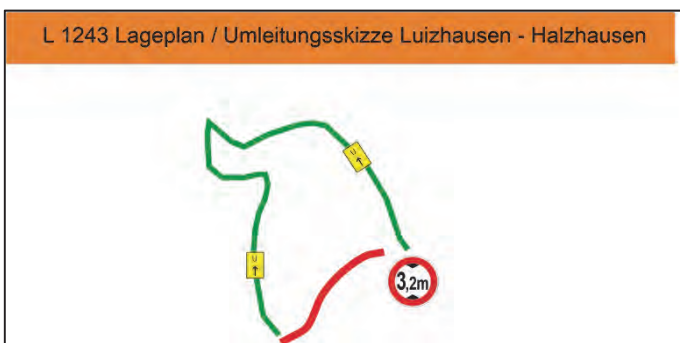 L 1243 Lageplan / Umleitungsskizze Luizhausen - Halzhausen
U
U
3,2m